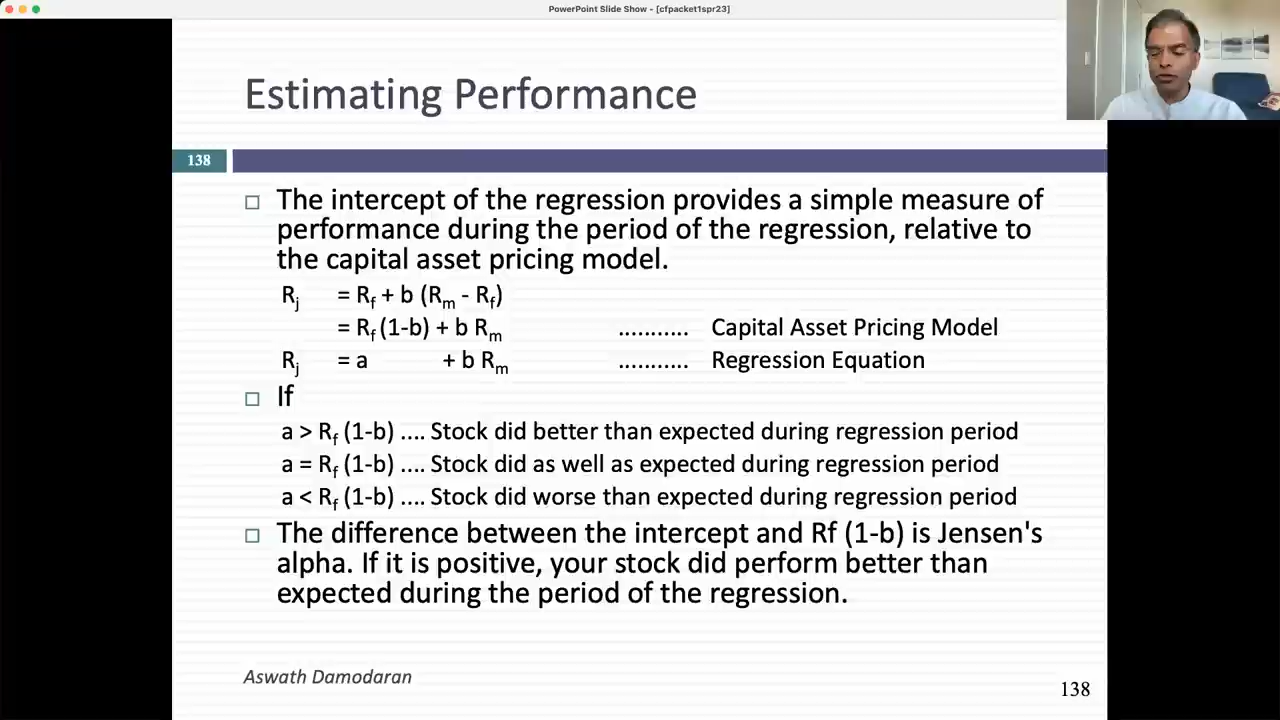 PowerPoint Slide Show - [cfpacket1spr23]
Estimating Performance
138
□ The intercept of the regression provides a simple measure of
performance during the period of the regression, relative to
the capital asset pricing model.
Rj = Rf + b (Rm - Rf)
= Rf (1-b) + b Rm ........... Capital Asset Pricing Model
Rj = a + b Rm ........... Regression Equation
□ If
a > Rf (1-b) .... Stock did better than expected during regression period
a = Rf (1-b) .... Stock did as well as expected during regression period
a < Rf (1-b) .... Stock did worse than expected during regression period
□ The difference between the intercept and Rf (1-b) is Jensen's
alpha. If it is positive, your stock did perform better than
expected during the period of the regression.
Aswath Damodaran
138